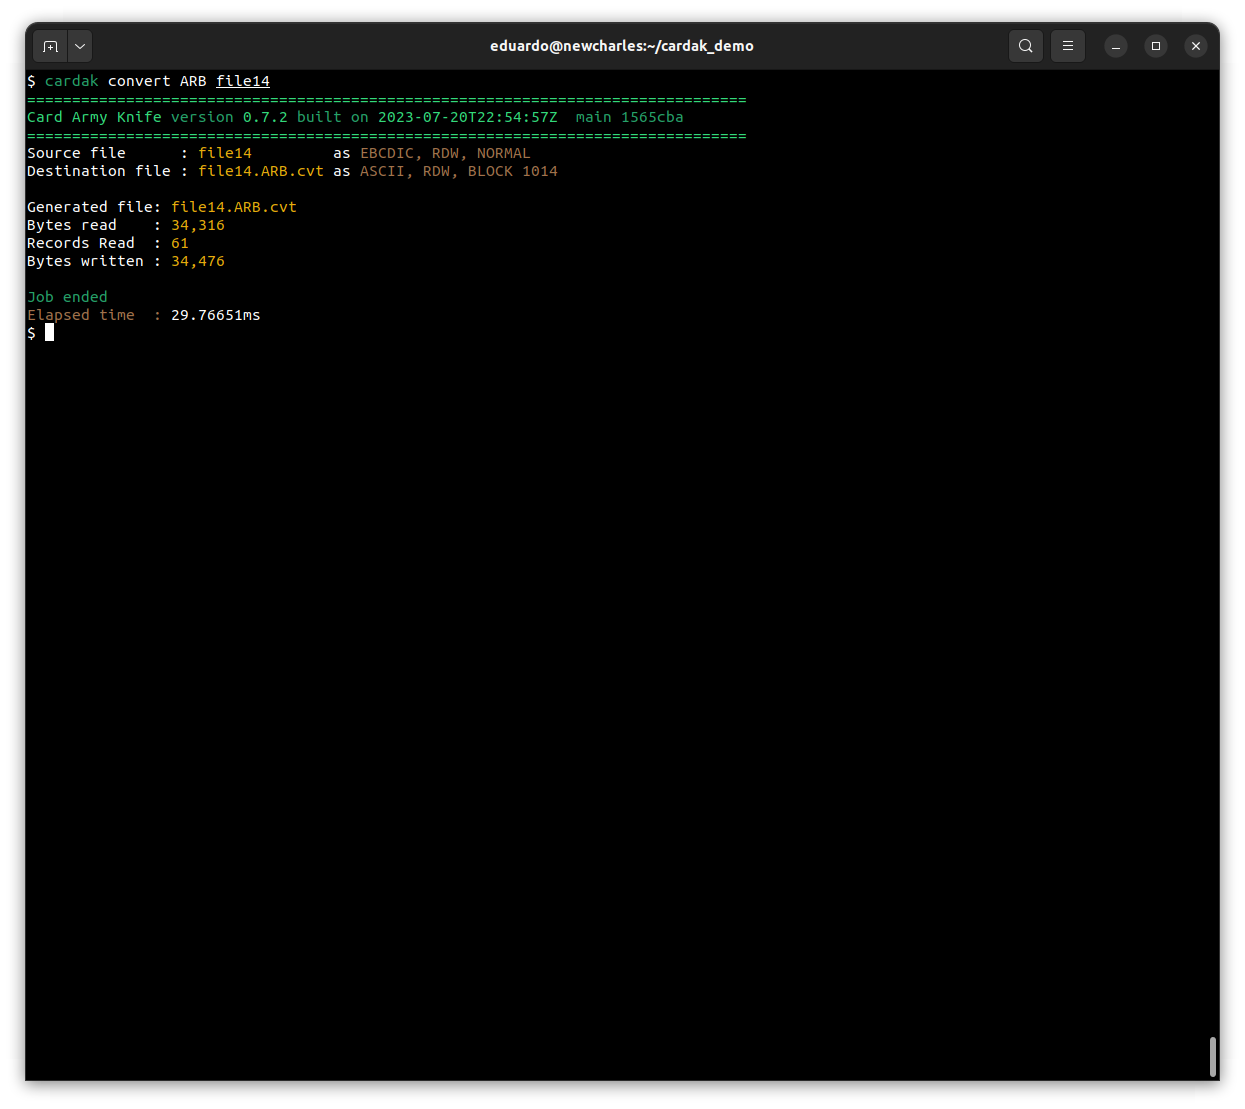 eduardo@newcharles:~/cardak_demo
$ cardak convert ARB file14
================================================================================
Card Army Knife version 0.7.2 built on 2023-07-20T22:54:57Z  main 1565cba
================================================================================
Source file      : file14         as EBCDIC, RDW, NORMAL
Destination file : file14.ARB.cvt as ASCII, RDW, BLOCK 1014
Generated file: file14.ARB.cvt
Bytes read    : 34,316
Records Read  : 61
Bytes written : 34,476
Job ended
Elapsed time  : 29.76651ms
$